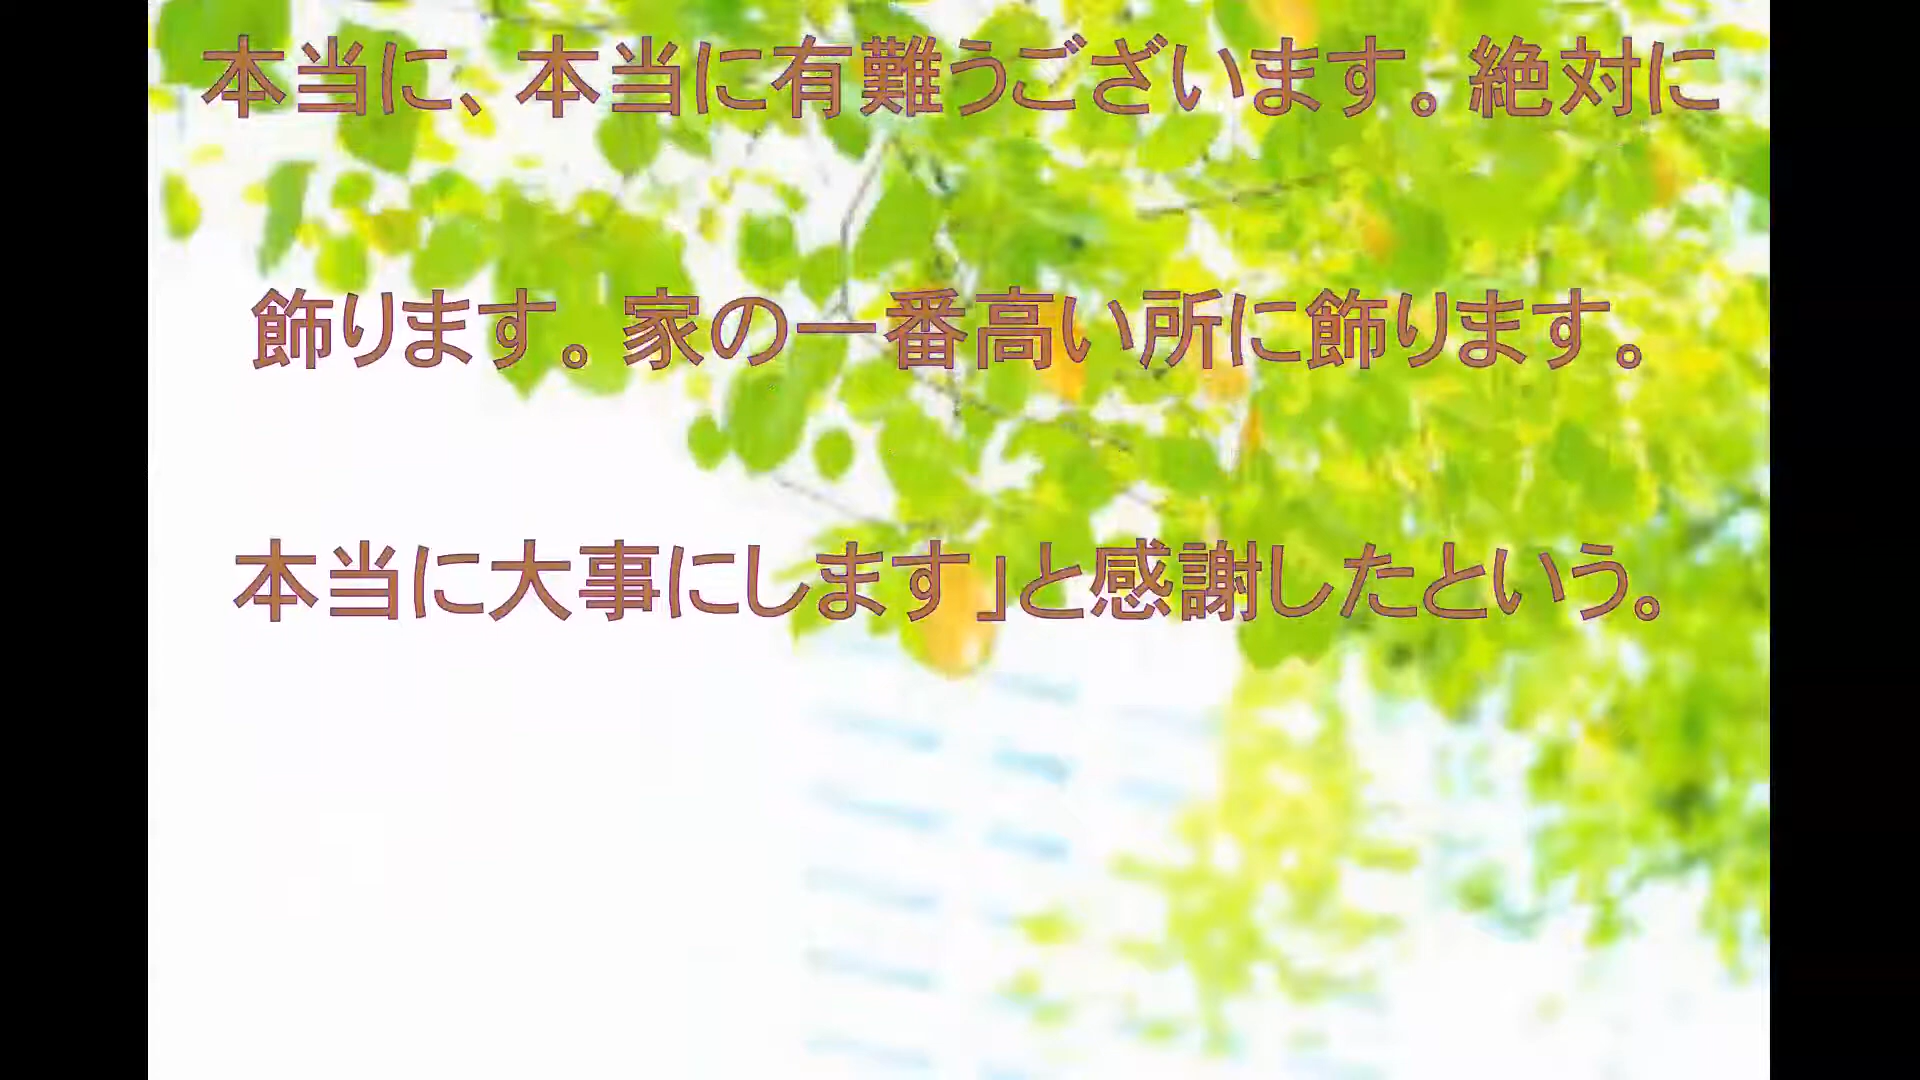 本当に、本当に有難うございます。絶対に
飾ります。家の一番高い所に飾ります。
本当に大事にします」と感謝したという。